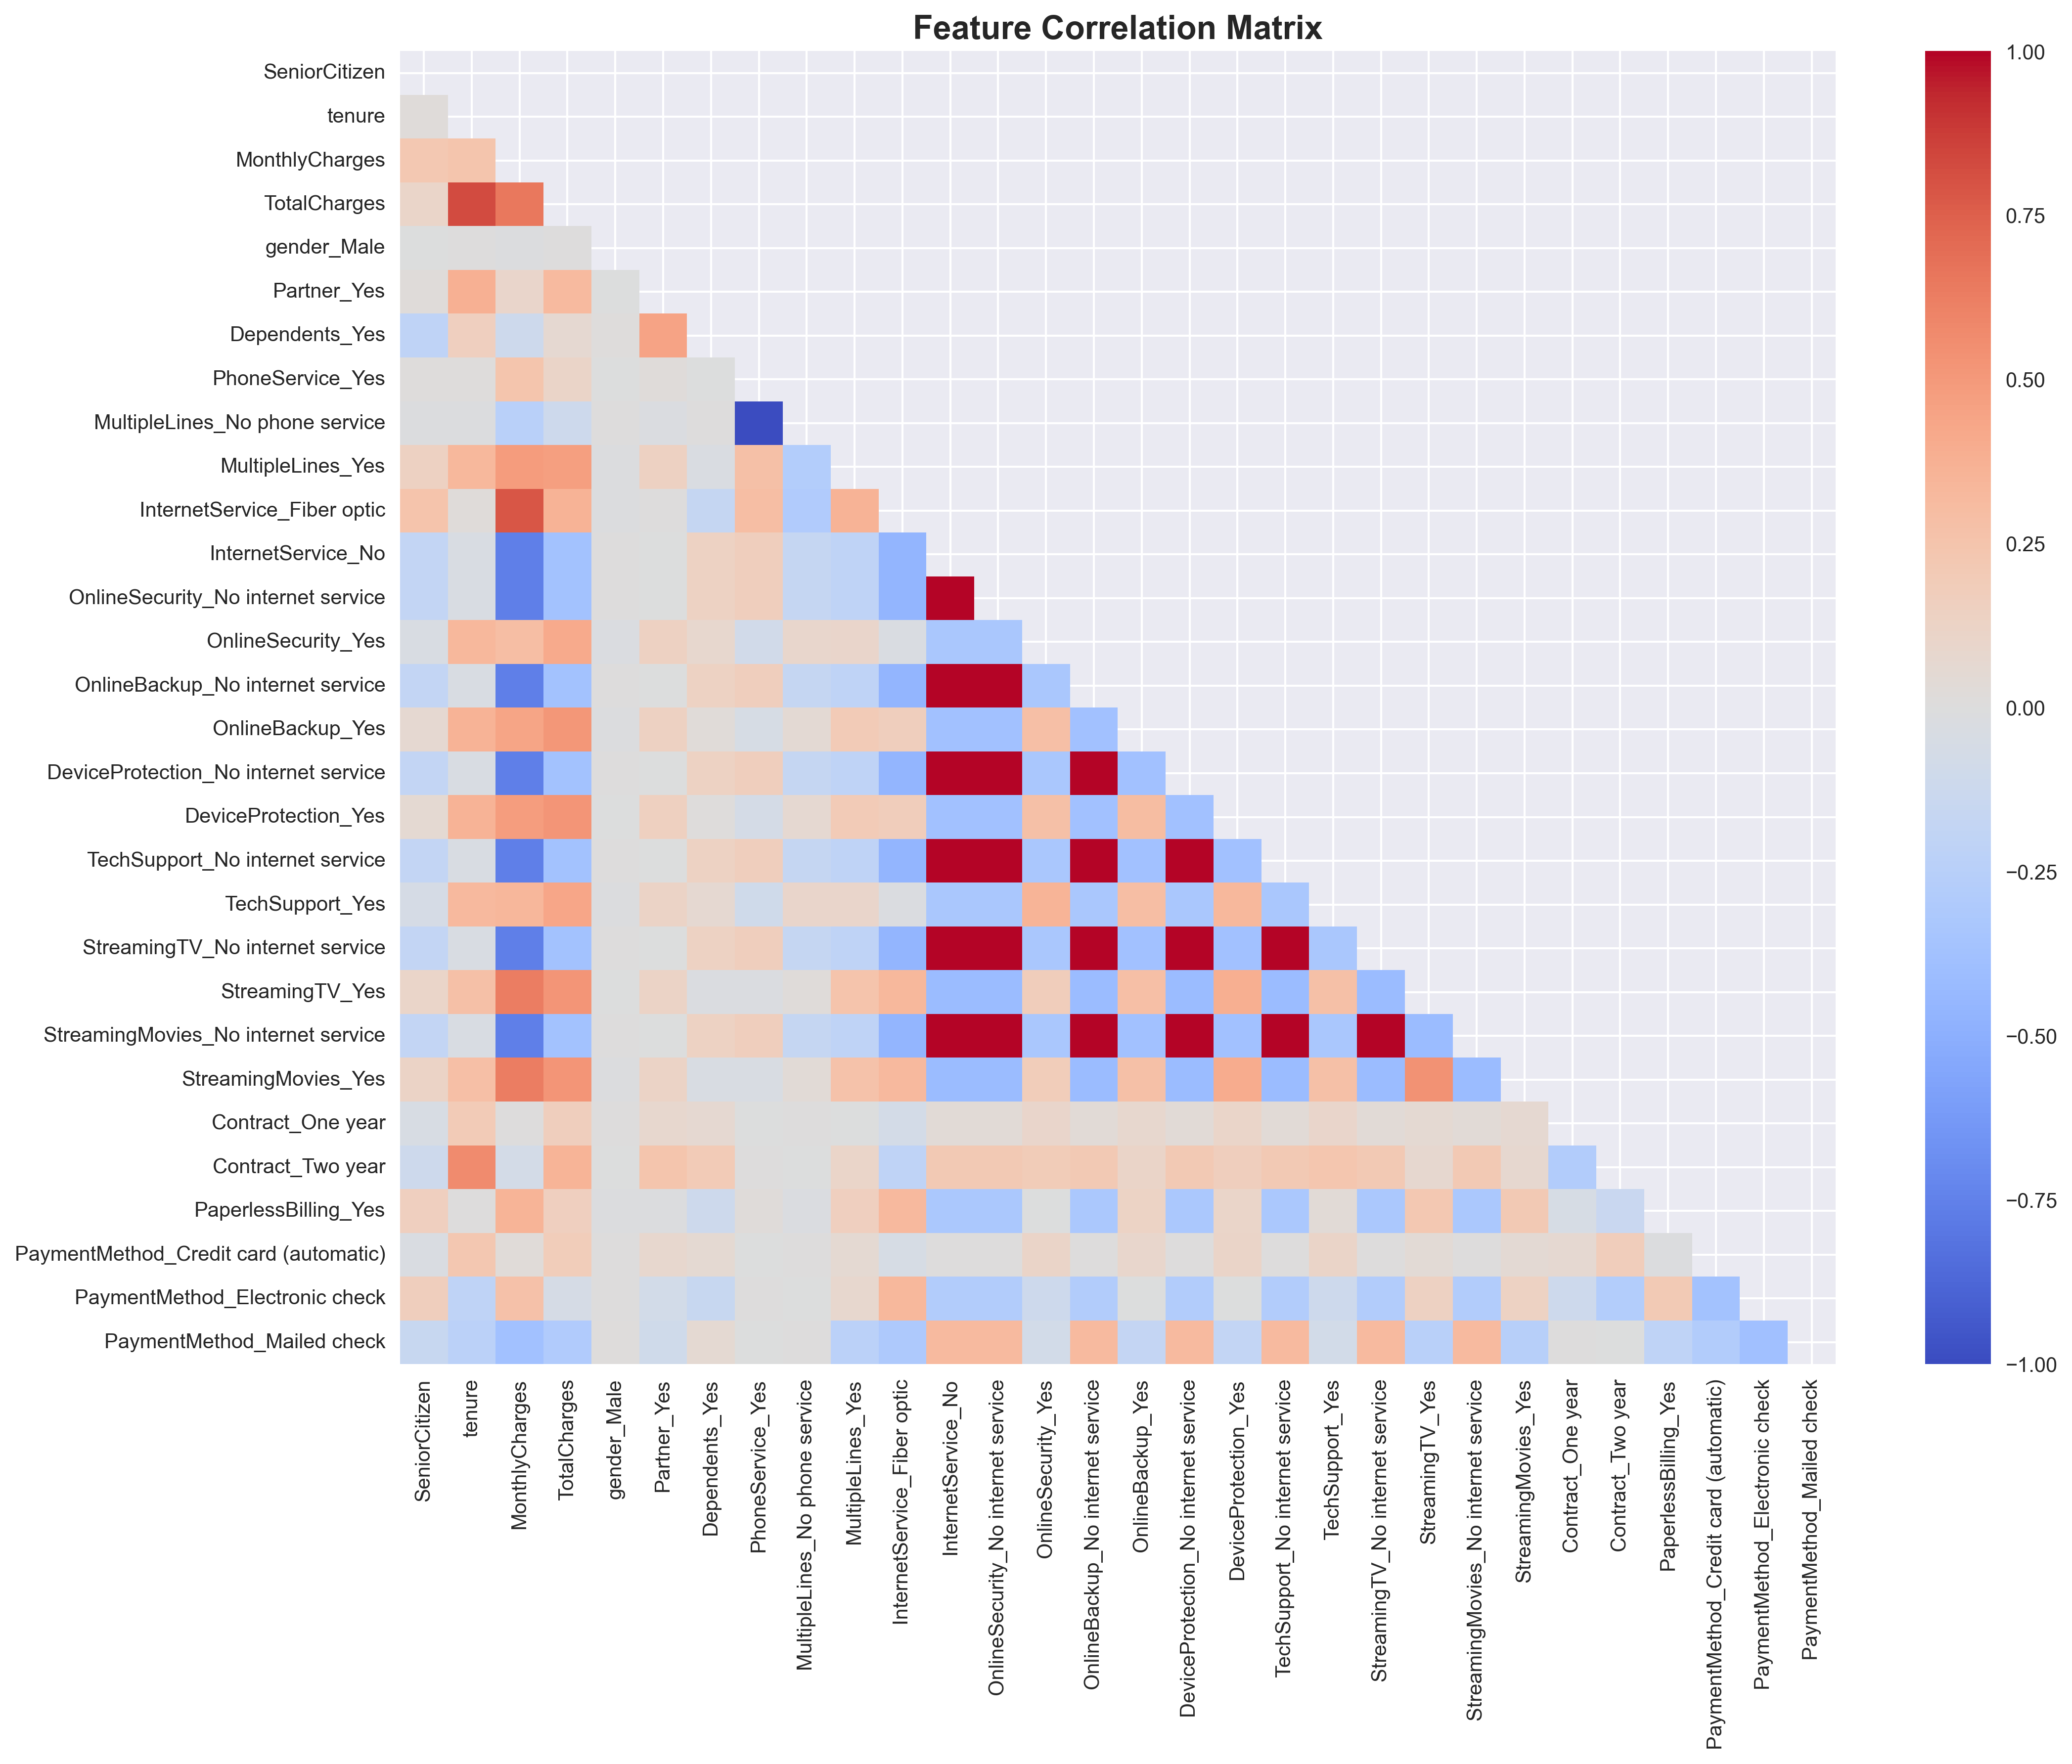 Feature Correlation Matrix
SeniorCitizen
tenure
MonthlyCharges
TotalCharges
gender_Male
Partner_Yes
Dependents_Yes
PhoneService_Yes
MultipleLines_No phone service
MultipleLines_Yes
InternetService_Fiber optic
InternetService_No
OnlineSecurity_No internet service
OnlineSecurity_Yes
OnlineBackup_No internet service
OnlineBackup_Yes
DeviceProtection_No internet service
DeviceProtection_Yes
TechSupport_No internet service
TechSupport_Yes
StreamingTV_No internet service
StreamingTV_Yes
StreamingMovies_No internet service
StreamingMovies_Yes
Contract_One year
Contract_Two year
PaperlessBilling_Yes
PaymentMethod_Credit card (automatic)
PaymentMethod_Electronic check
PaymentMethod_Mailed check
SeniorCitizen
tenure
MonthlyCharges
TotalCharges
gender_Male
Partner_Yes
Dependents_Yes
PhoneService_Yes
MultipleLines_No phone service
MultipleLines_Yes
InternetService_Fiber optic
InternetService_No
OnlineSecurity_No internet service
OnlineSecurity_Yes
OnlineBackup_No internet service
OnlineBackup_Yes
DeviceProtection_No internet service
DeviceProtection_Yes
TechSupport_No internet service
TechSupport_Yes
StreamingTV_No internet service
StreamingTV_Yes
StreamingMovies_No internet service
StreamingMovies_Yes
Contract_One year
Contract_Two year
PaperlessBilling_Yes
PaymentMethod_Credit card (automatic)
PaymentMethod_Electronic check
PaymentMethod_Mailed check
1.00
0.75
0.50
0.25
0.00
−0.25
−0.50
−0.75
−1.00